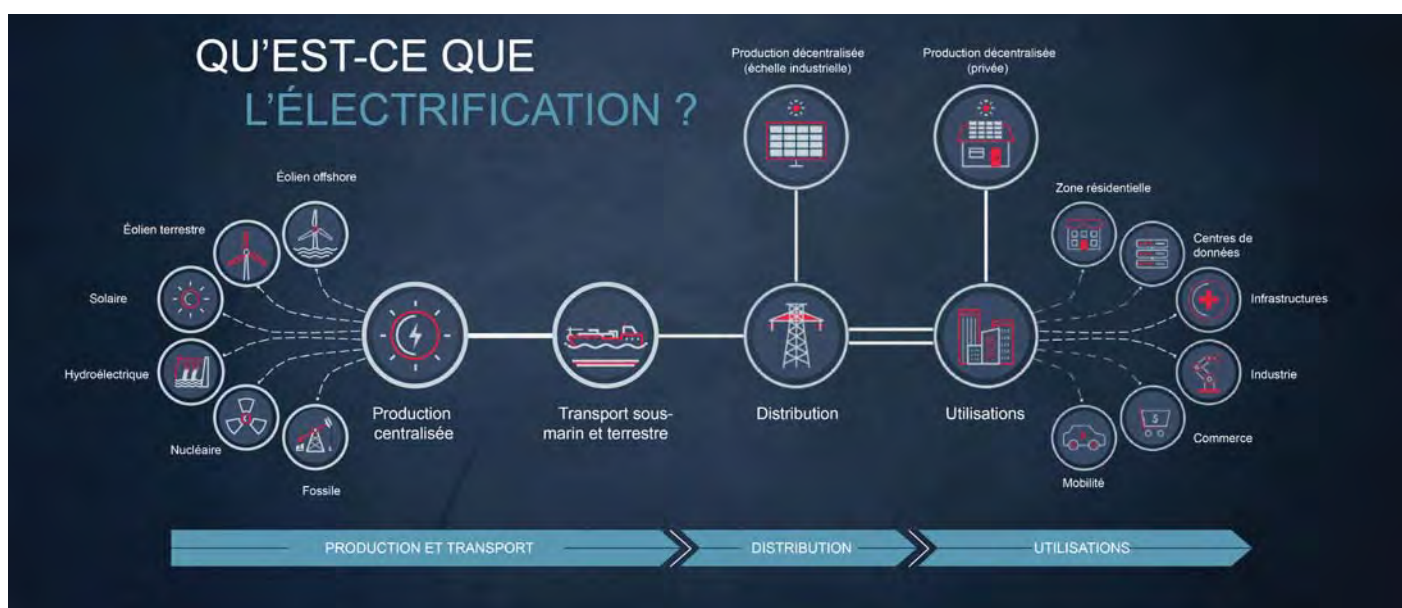 QU'EST-CE QUE
L'ÉLECTRIFICATION ?
Production décentralisée
(échelle industrielle)
Production décentralisée
(privée)
Éolien offshore
Éolien terrestre
Solaire
Hydroélectrique
Nucléaire
Fossile
Production
centralisée
Transport sous-
marin et terrestre
Distribution
Utilisations
Zone résidentielle
Centres de
données
Infrastructures
Industrie
$
Commerce
Mobilité
PRODUCTION ET TRANSPORT
DISTRIBUTION
UTILISATIONS